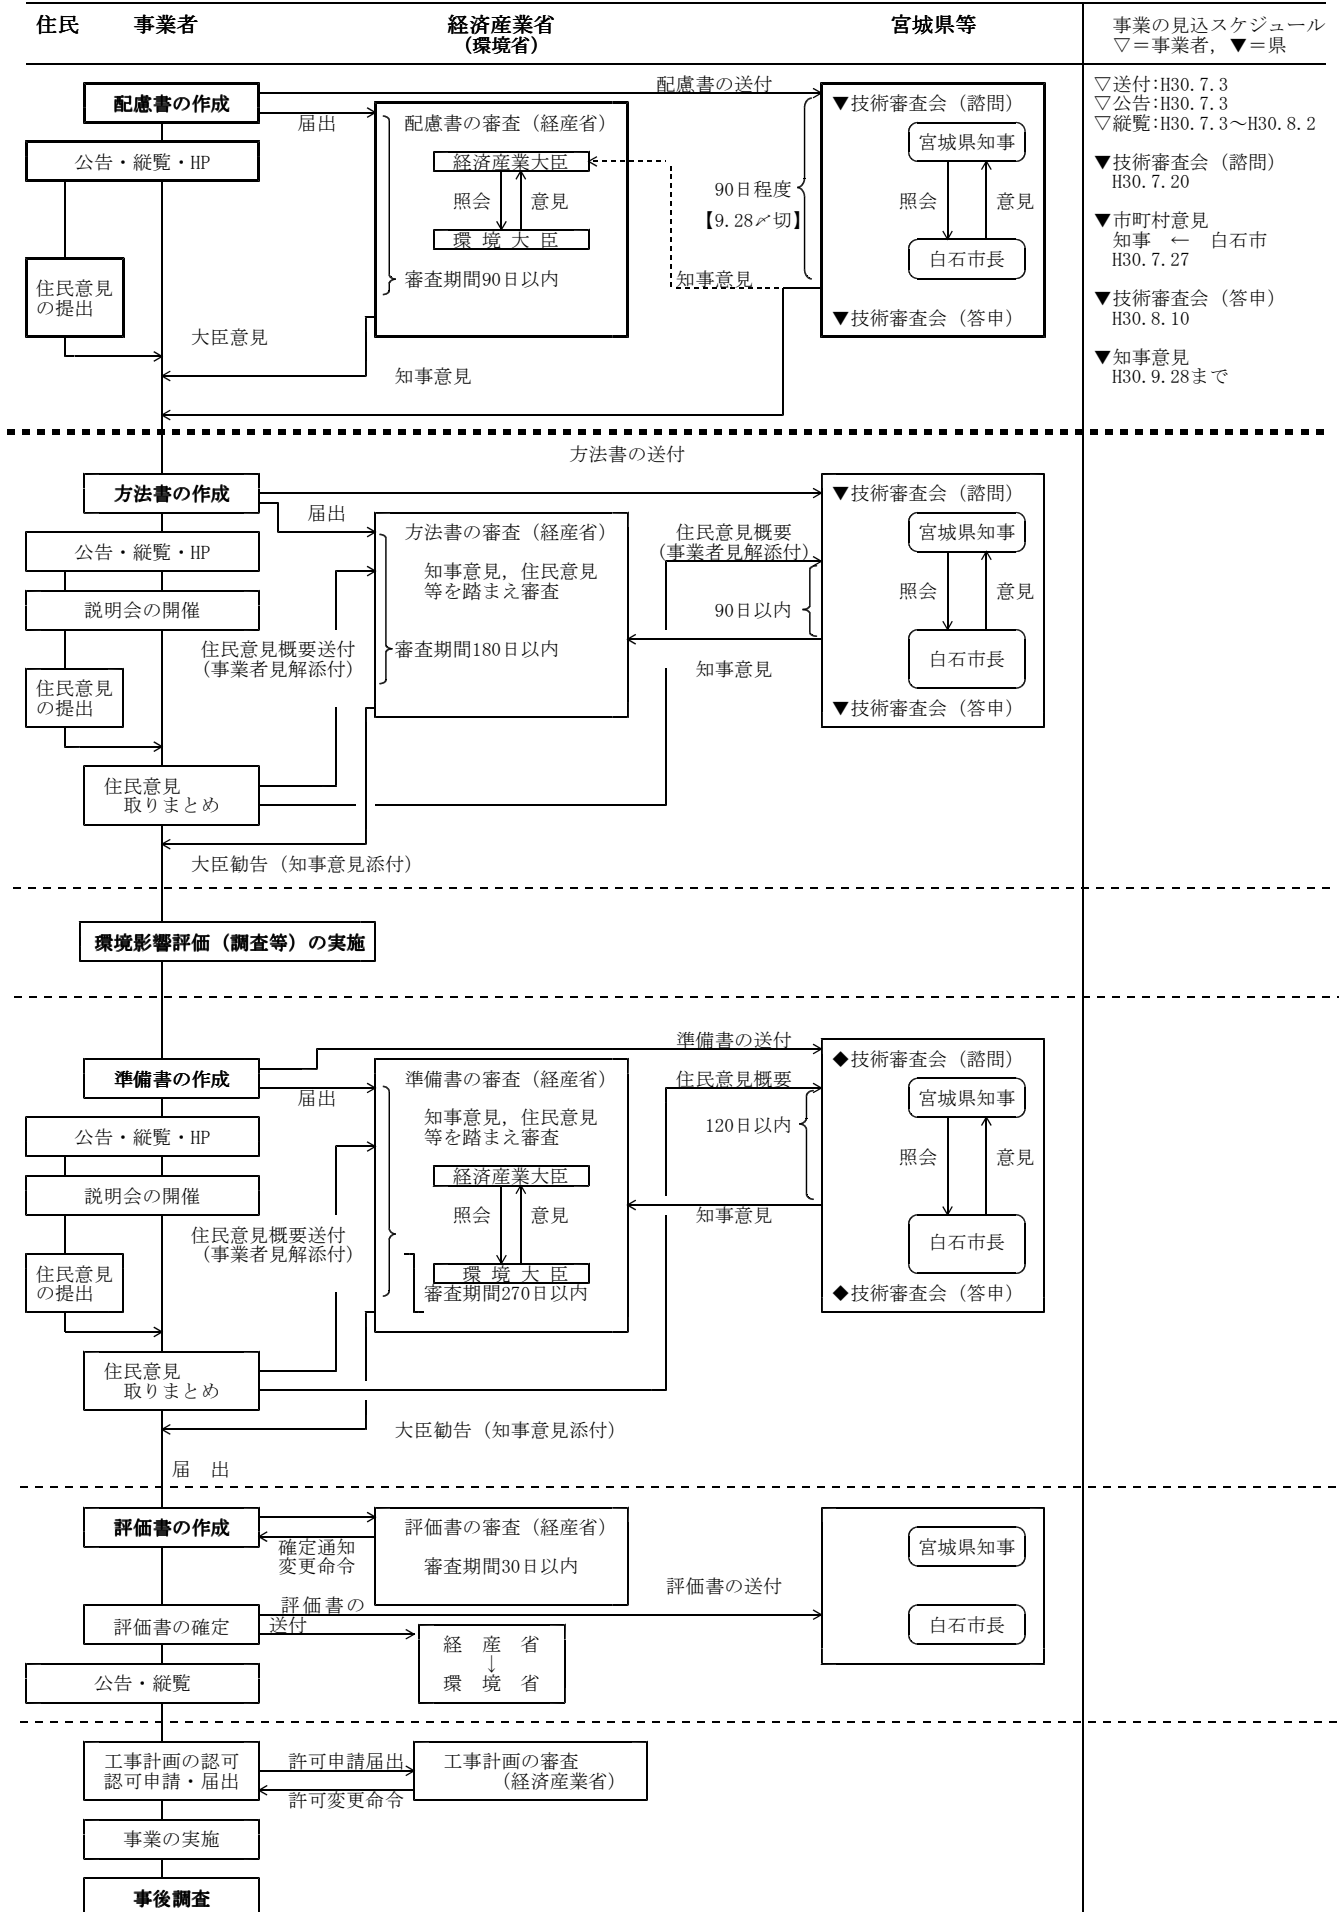 住民 事業者 経済産業省 宮城県等
(環境省)
事業の見込スケジュール
▽＝事業者，▼＝県
配慮書の作成
届出
配慮書の送付
公告・縦覧・HP
住民意見
の提出
配慮書の審査（経産省）
経済産業大臣
照会 意見
環 境 大 臣
審査期間90日以内
90日程度
【9.28〆切】
知事意見
▼技術審査会（諮問）
宮城県知事
照会 意見
白石市長
▼技術審査会（答申）
大臣意見
知事意見
▽送付:H30.7.3
▽公告:H30.7.3
▽縦覧:H30.7.3～H30.8.2
▼技術審査会（諮問）
H30.7.20
▼市町村意見
知事 ← 白石市
H30.7.27
▼技術審査会（答申）
H30.8.10
▼知事意見
H30.9.28まで
方法書の送付
方法書の作成
届出
公告・縦覧・HP
説明会の開催
住民意見概要送付
(事業者見解添付)
住民意見
の提出
住民意見
取りまとめ
方法書の審査（経産省）
知事意見，住民意見
等を踏まえ審査
審査期間180日以内
住民意見概要
(事業者見解添付)
90日以内
知事意見
▼技術審査会（諮問）
宮城県知事
照会 意見
白石市長
▼技術審査会（答申）
大臣勧告（知事意見添付）
環境影響評価（調査等）の実施
準備書の送付
準備書の作成
届出
公告・縦覧・HP
説明会の開催
住民意見概要送付
(事業者見解添付)
住民意見
の提出
住民意見
取りまとめ
準備書の審査（経産省）
知事意見，住民意見
等を踏まえ審査
経済産業大臣
照会 意見
環 境 大 臣
審査期間270日以内
住民意見概要
120日以内
知事意見
◆技術審査会（諮問）
宮城県知事
照会 意見
白石市長
◆技術審査会（答申）
大臣勧告（知事意見添付）
届 出
評価書の作成
確定通知
変更命令
評価書の審査（経産省）
審査期間30日以内
評価書の送付
宮城県知事
白石市長
評価書の確定
評価書の
送付
経 産 省
↓
環 境 省
公告・縦覧
工事計画の認可
認可申請・届出
許可申請届出
許可変更命令
工事計画の審査
(経済産業省)
事業の実施
事後調査